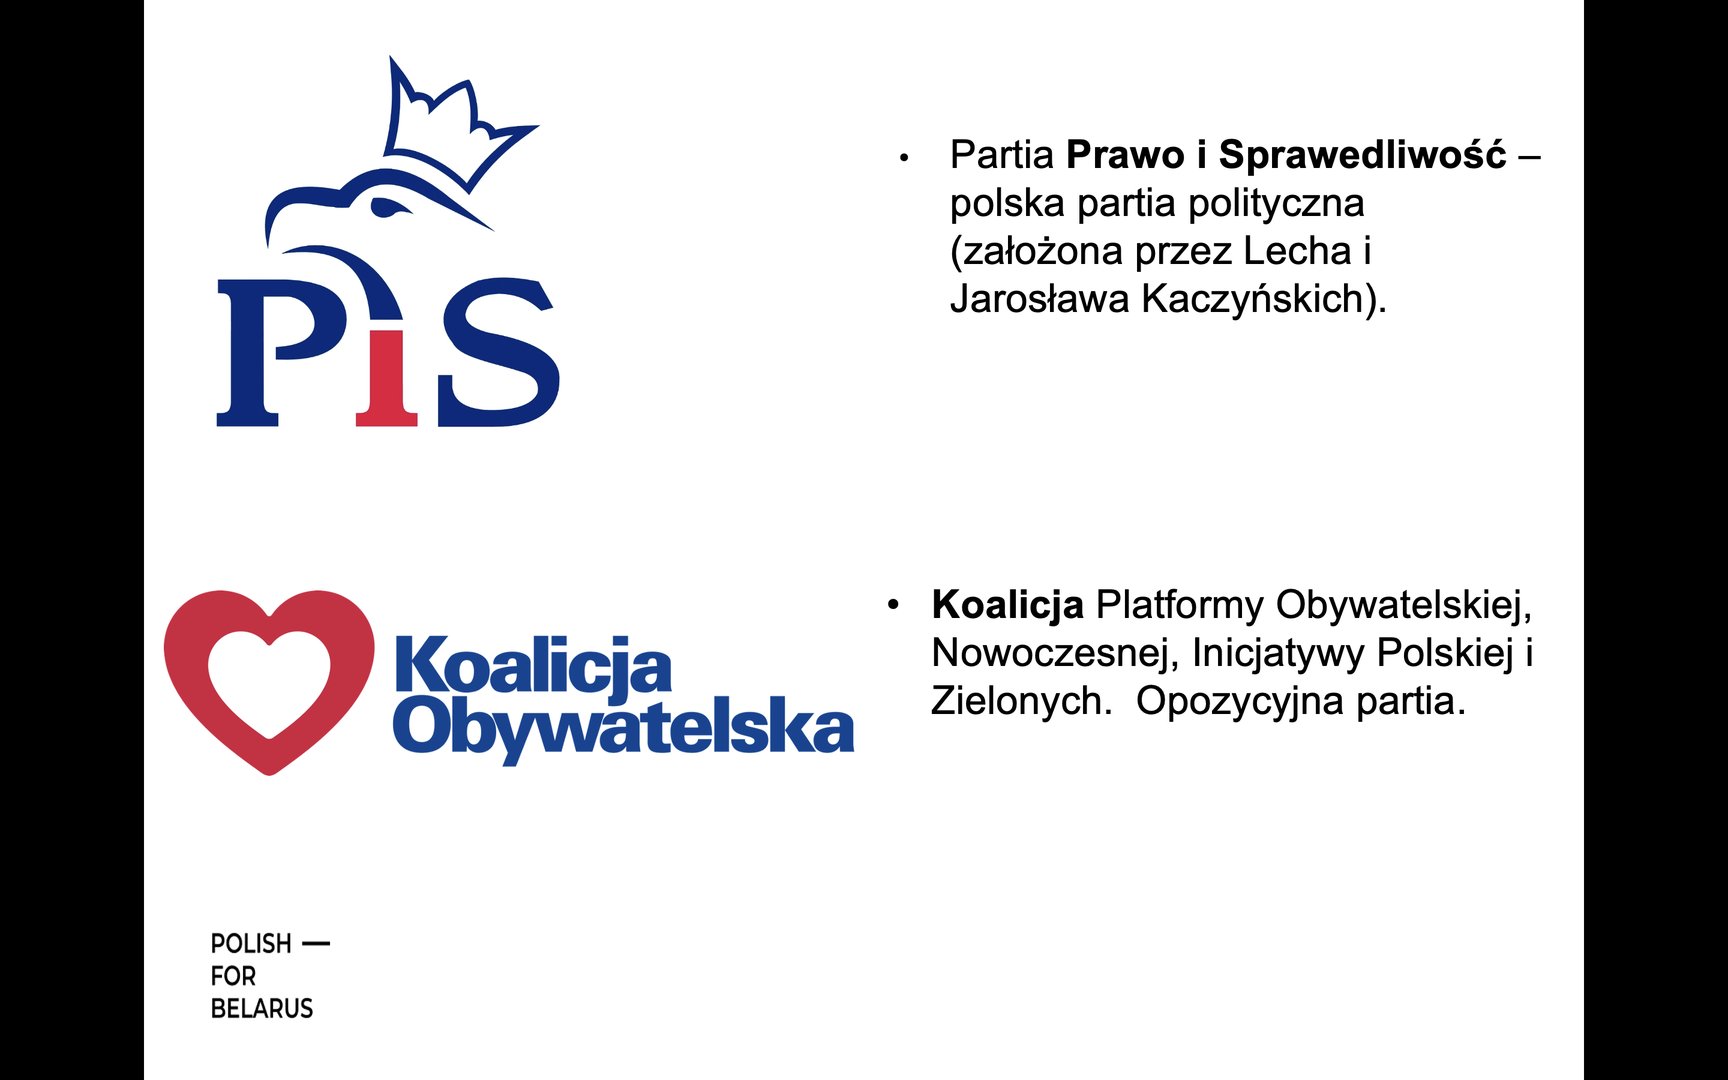 PiS
• Partia Prawo i Sprawedliwość –
polska partia polityczna
(założona przez Lecha i
Jarosława Kaczyńskich).
Koalicja
Obywatelska
• Koalicja Platformy Obywatelskiej,
Nowoczesnej, Inicjatywy Polskiej i
Zielonych.  Opozycyjna partia.
POLISH —
FOR
BELARUS